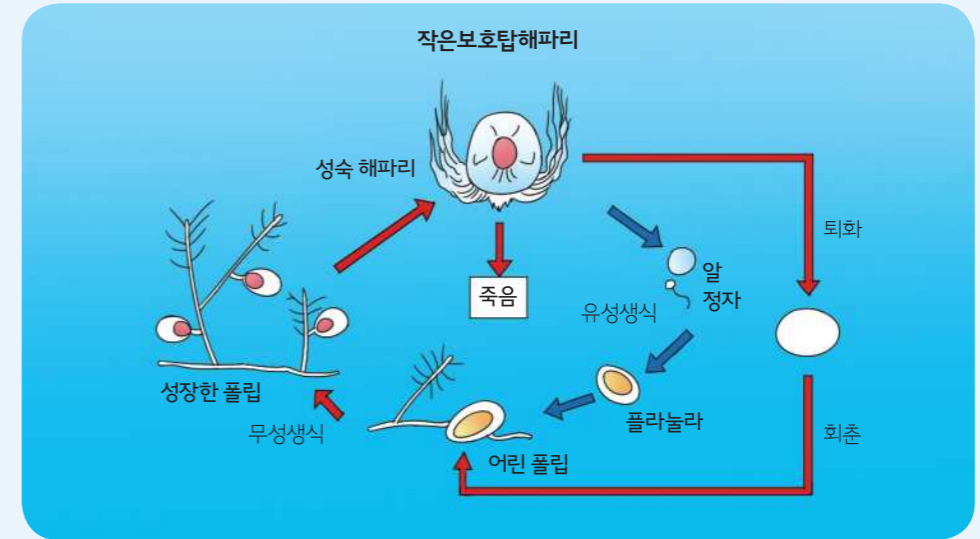 작은보호탑해파리
성숙 해파리
퇴화
알
정자
죽음
유성생식
성장한 폴립
플라눌라
무성생식
회춘
어린 폴립